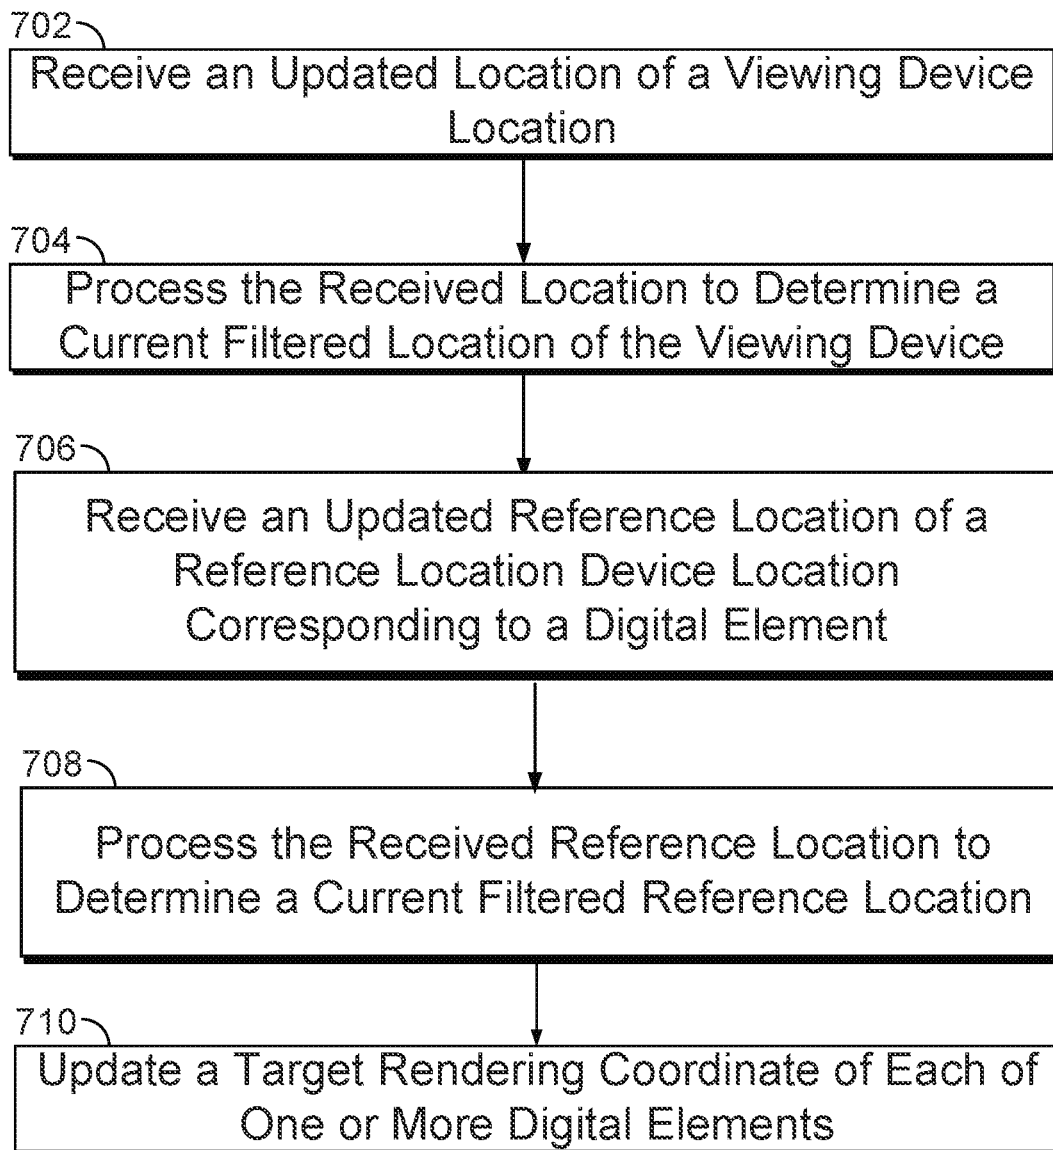 702
Receive an Updated Location of a Viewing Device
Location
704
Process the Received Location to Determine a
Current Filtered Location of the Viewing Device
706
Receive an Updated Reference Location of a
Reference Location Device Location
Corresponding to a Digital Element
708
Process the Received Reference Location to
Determine a Current Filtered Reference Location
710
Update a Target Rendering Coordinate of Each of
One or More Digital Elements